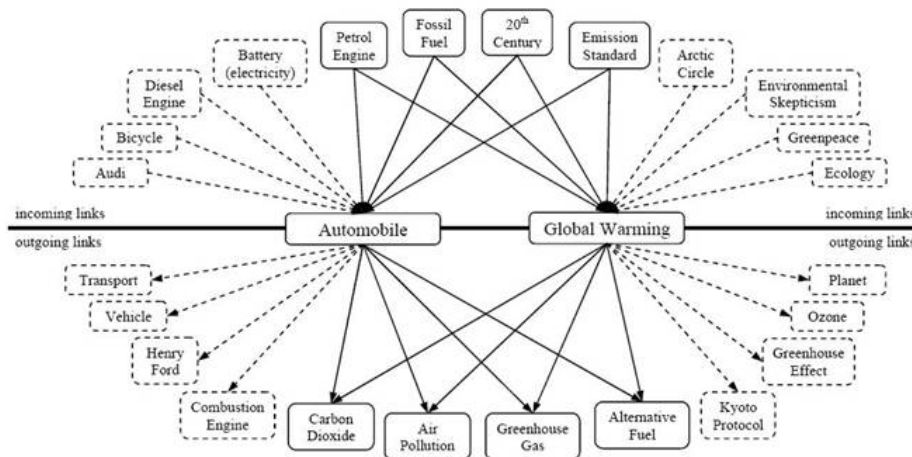 Petrol
Engine
Fossil
Fuel
20th
Century
Emission
Standard
Battery
(electricity)
Arctic
Circle
Diesel
Engine
Environmental
Skepticism
Bicycle
Greenpeace
Audi
Ecology
incoming links
incoming links
Automobile
Global Warming
outgoing links
outgoing links
Transport
Planet
Vehicle
Ozone
Henry
Ford
Greenhouse
Effect
Combustion
Engine
Carbon
Dioxide
Air
Pollution
Greenhouse
Gas
Alternative
Fuel
Kyoto
Protocol